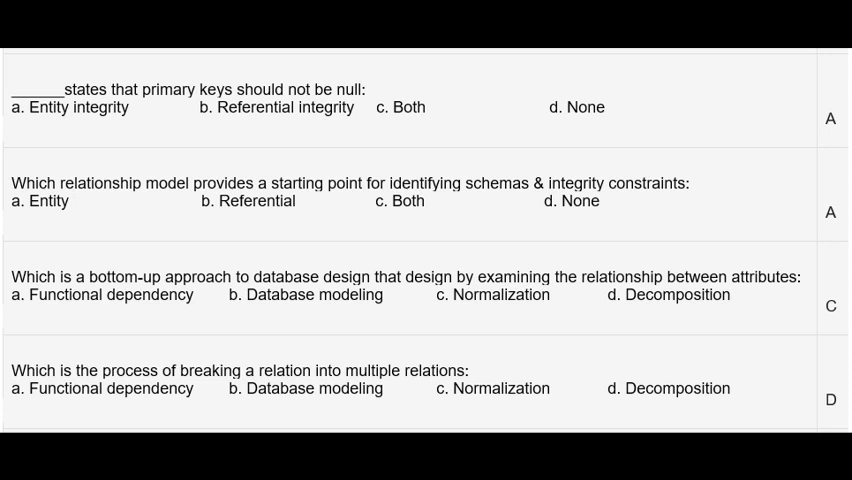 ______states that primary keys should not be null:
a. Entity integrity b. Referential integrity c. Both d. None
A
Which relationship model provides a starting point for identifying schemas & integrity constraints:
a. Entity b. Referential c. Both d. None
A
Which is a bottom-up approach to database design that design by examining the relationship between attributes:
a. Functional dependency b. Database modeling c. Normalization d. Decomposition
C
Which is the process of breaking a relation into multiple relations:
a. Functional dependency b. Database modeling c. Normalization d. Decomposition
D